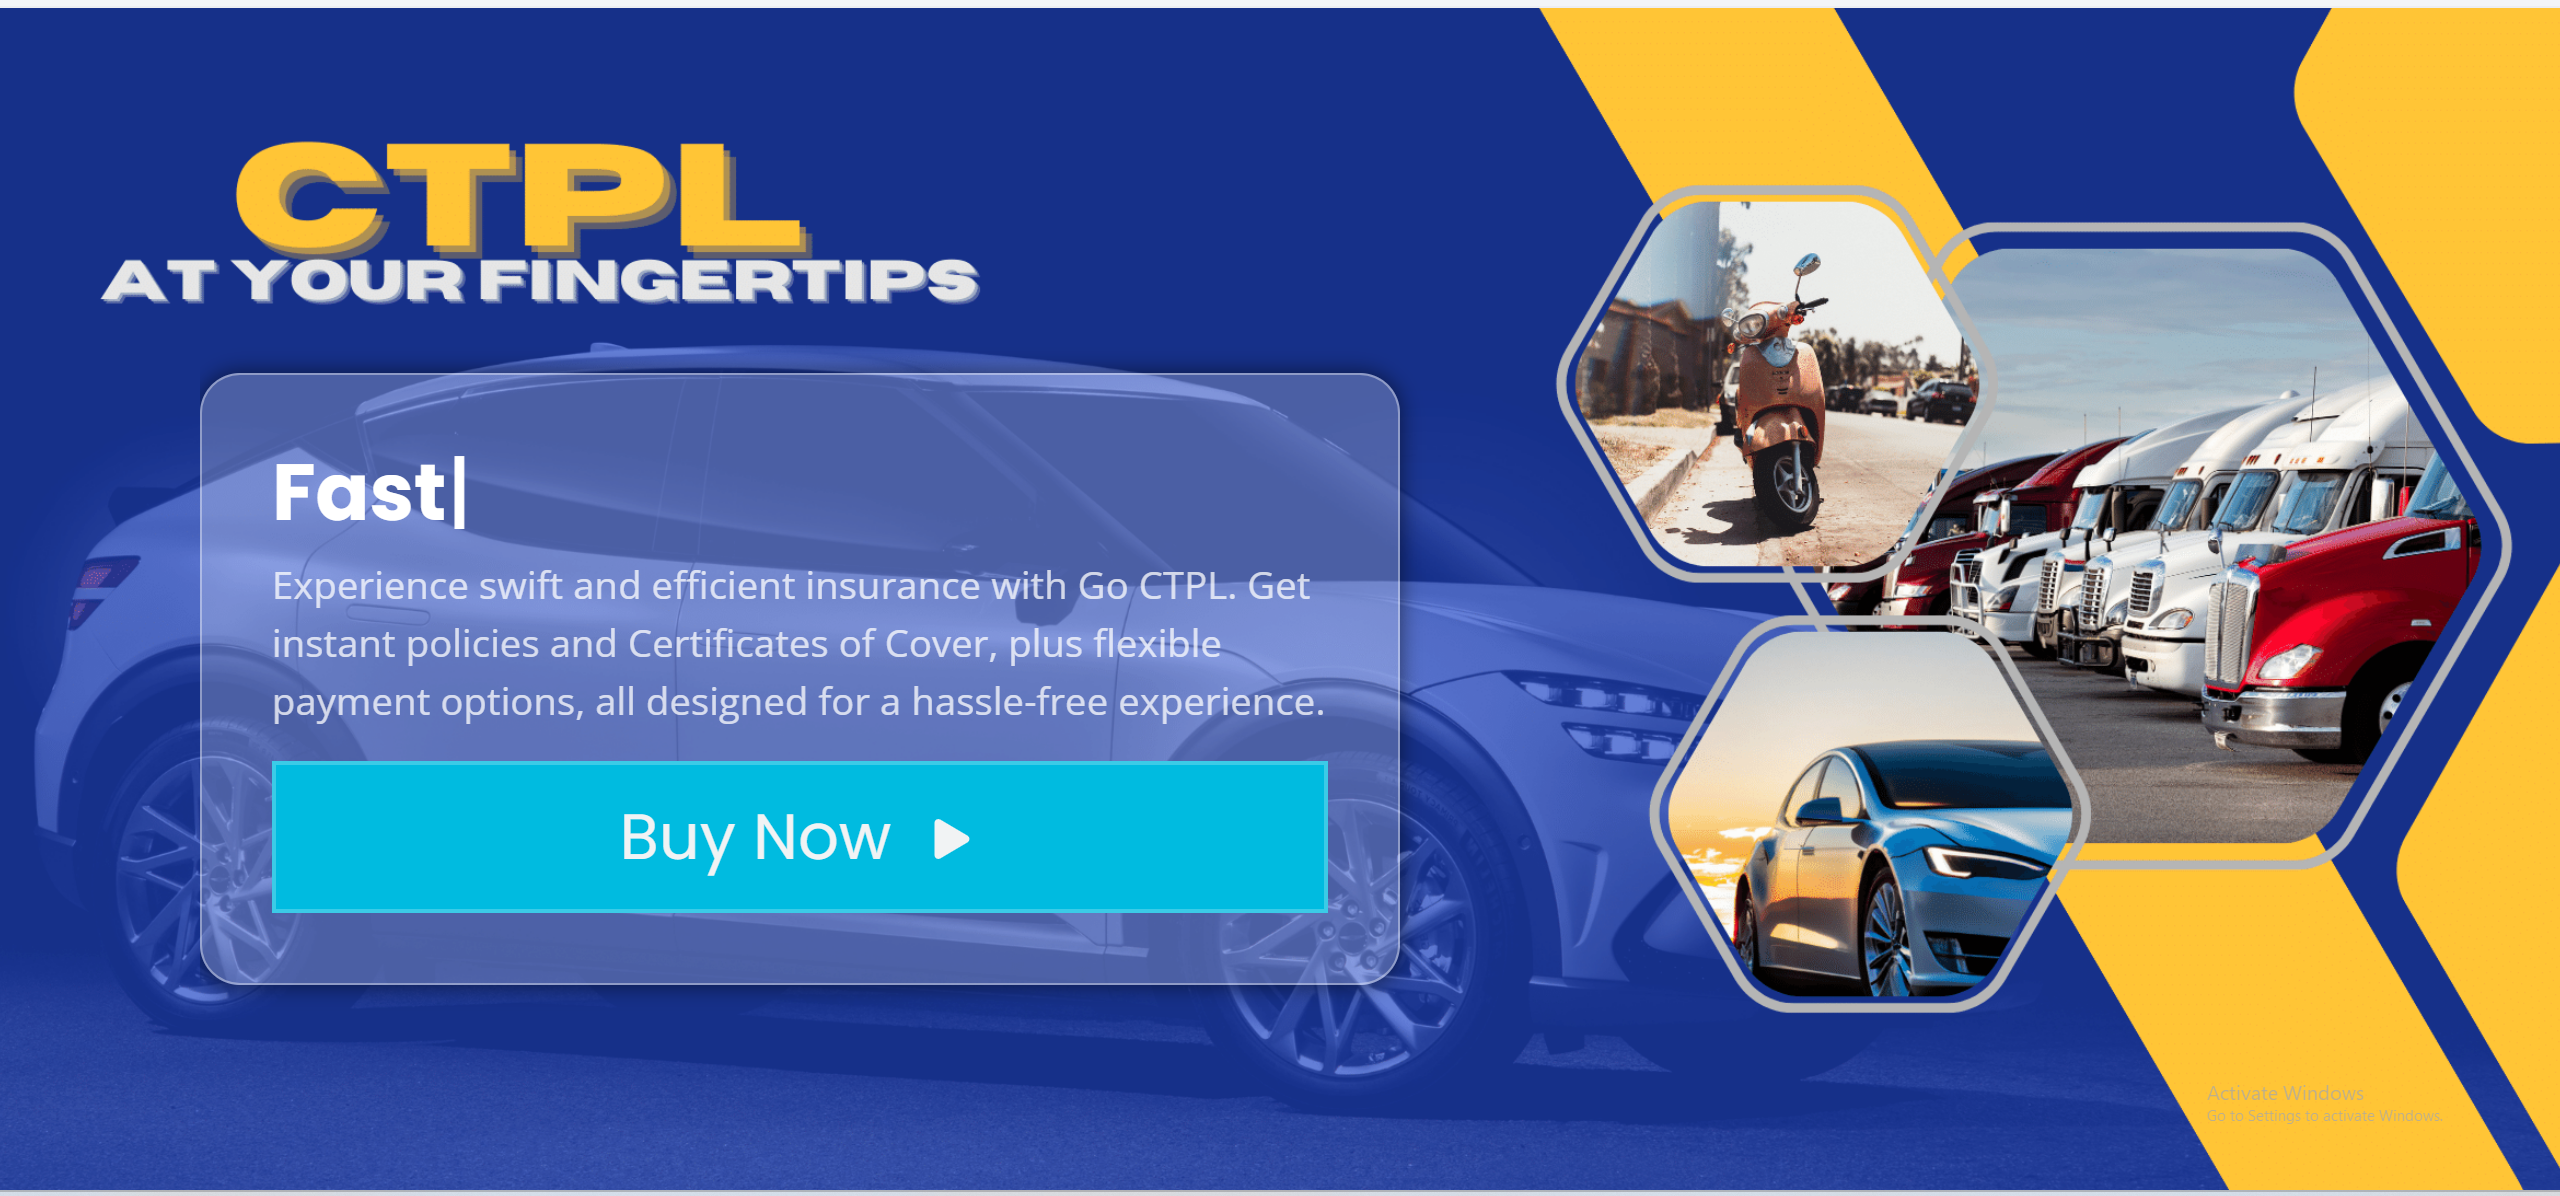 CTPL
AT YOUR FINGERTIPS
Fast|
Experience swift and efficient insurance with Go CTPL. Get
instant policies and Certificates of Cover, plus flexible
payment options, all designed for a hassle-free experience.
Buy Now
Activate Windows
Go to Settings to activate Windows.